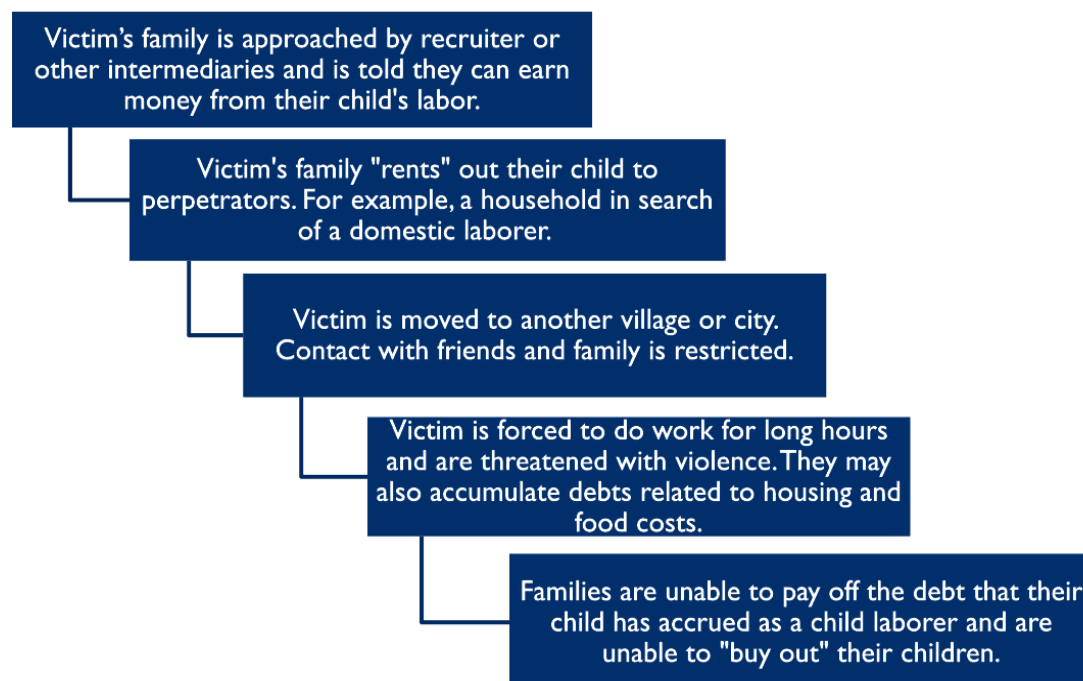 Victim’s family is approached by recruiter or
other intermediaries and is told they can earn
money from their child's labor.
Victim's family "rents" out their child to
perpetrators. For example, a household in search
of a domestic laborer.
Victim is moved to another village or city.
Contact with friends and family is restricted.
Victim is forced to do work for long hours
and are threatened with violence. They may
also accumulate debts related to housing and
food costs.
Families are unable to pay off the debt that their
child has accrued as a child laborer and are
unable to "buy out" their children.